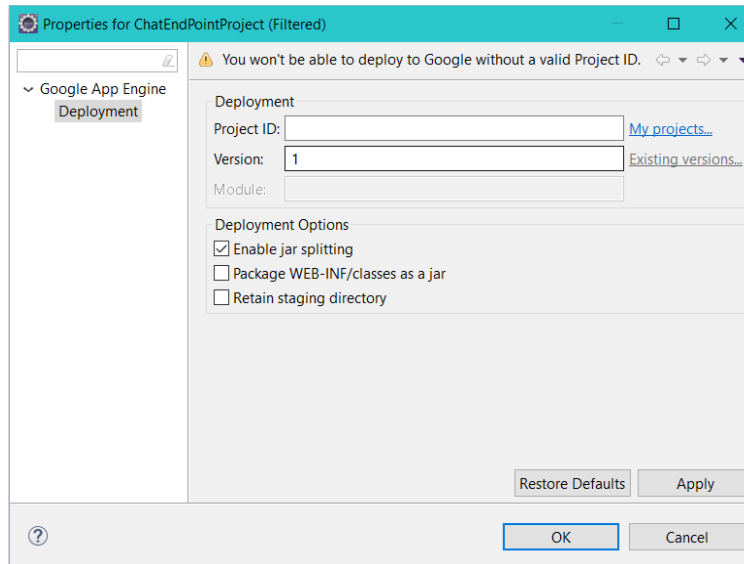 Properties for ChatEndPointProject (Filtered)
You won't be able to deploy to Google without a valid Project ID.
Google App Engine
Deployment
Deployment
Project ID:
My projects...
Version:
1
Existing versions...
Module:
Deployment Options
Enable jar splitting
Package WEB-INF/classes as a jar
Retain staging directory
Restore Defaults
Apply
?
OK
Cancel